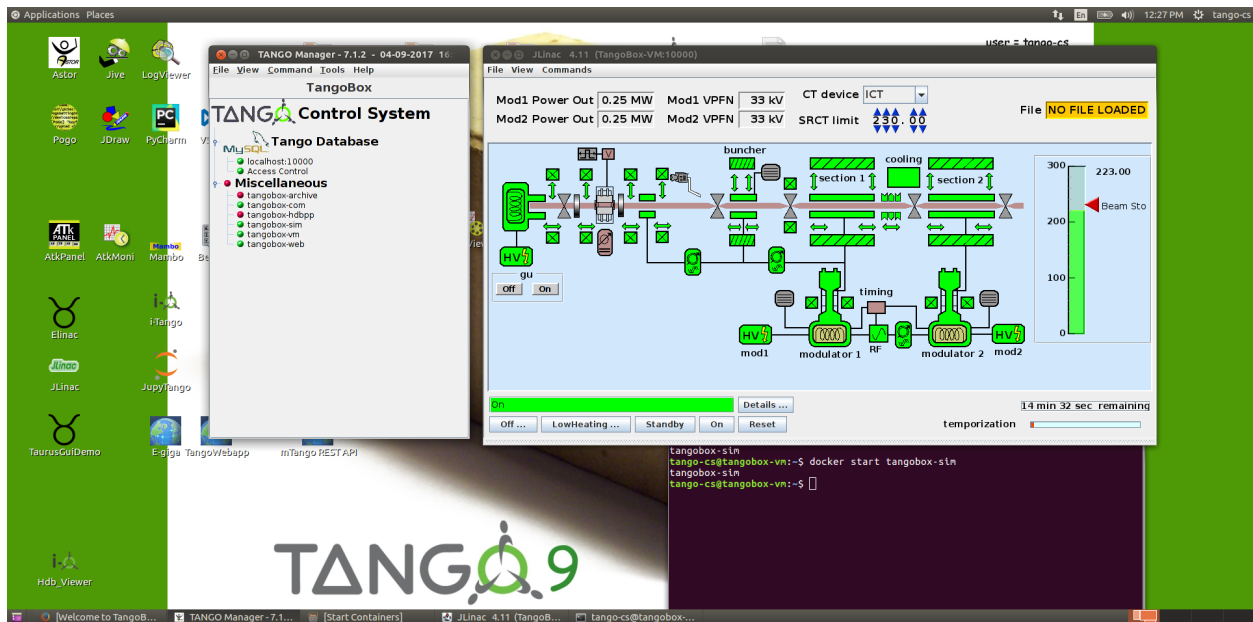 Applications Places
En
12:27 PM
tango-cs
user = tango-cs
Astor
Jive
LogViewer
Pogo
JDraw
PyCharm
AtkPanel
AtkMoni
Mambo
Elinac
i-Tango
JLinac
JupyTango
TaurusGuiDemo
E-giga
TangoWebapp
mTango REST API
Hdb_Viewer
TANGO Manager - 7.1.2 - 04-09-2017 16:
File View Command Tools Help
TangoBox
TANGO Control System
MySQL Tango Database
localhost:10000
Access Control
Miscellaneous
tangobox-archive
tangobox-com
tangobox-hdbpp
tangobox-sim
tangobox-vm
tangobox-web
JLinac 4.11 (TangoBox-VM:10000)
File View Commands
Mod1 Power Out 0.25 MW Mod1 VPFN 33 kV CT device ICT
Mod2 Power Out 0.25 MW Mod2 VPFN 33 kV SRCT limit 230.00
File NO FILE LOADED
buncher
cooling
section 1
section 2
V
HV
gu
Off On
timing
HV
mod1
modulator 1
RF
modulator 2
HV
mod2
300
223.00
Beam Sto
200
100
0
On
Details ...
14 min 32 sec remaining
Off ... LowHeating ... Standby On Reset
temporization
tangobox-sim
tango-cs@tangobox-vm:~$ docker start tangobox-sim
tangobox-sim
tango-cs@tangobox-vm:~$
TANGO 9
[Welcome to TangoB... TANGO Manager - 7.1... [Start Containers] JLinac 4.11 (TangoB... tango-cs@tangobox-...